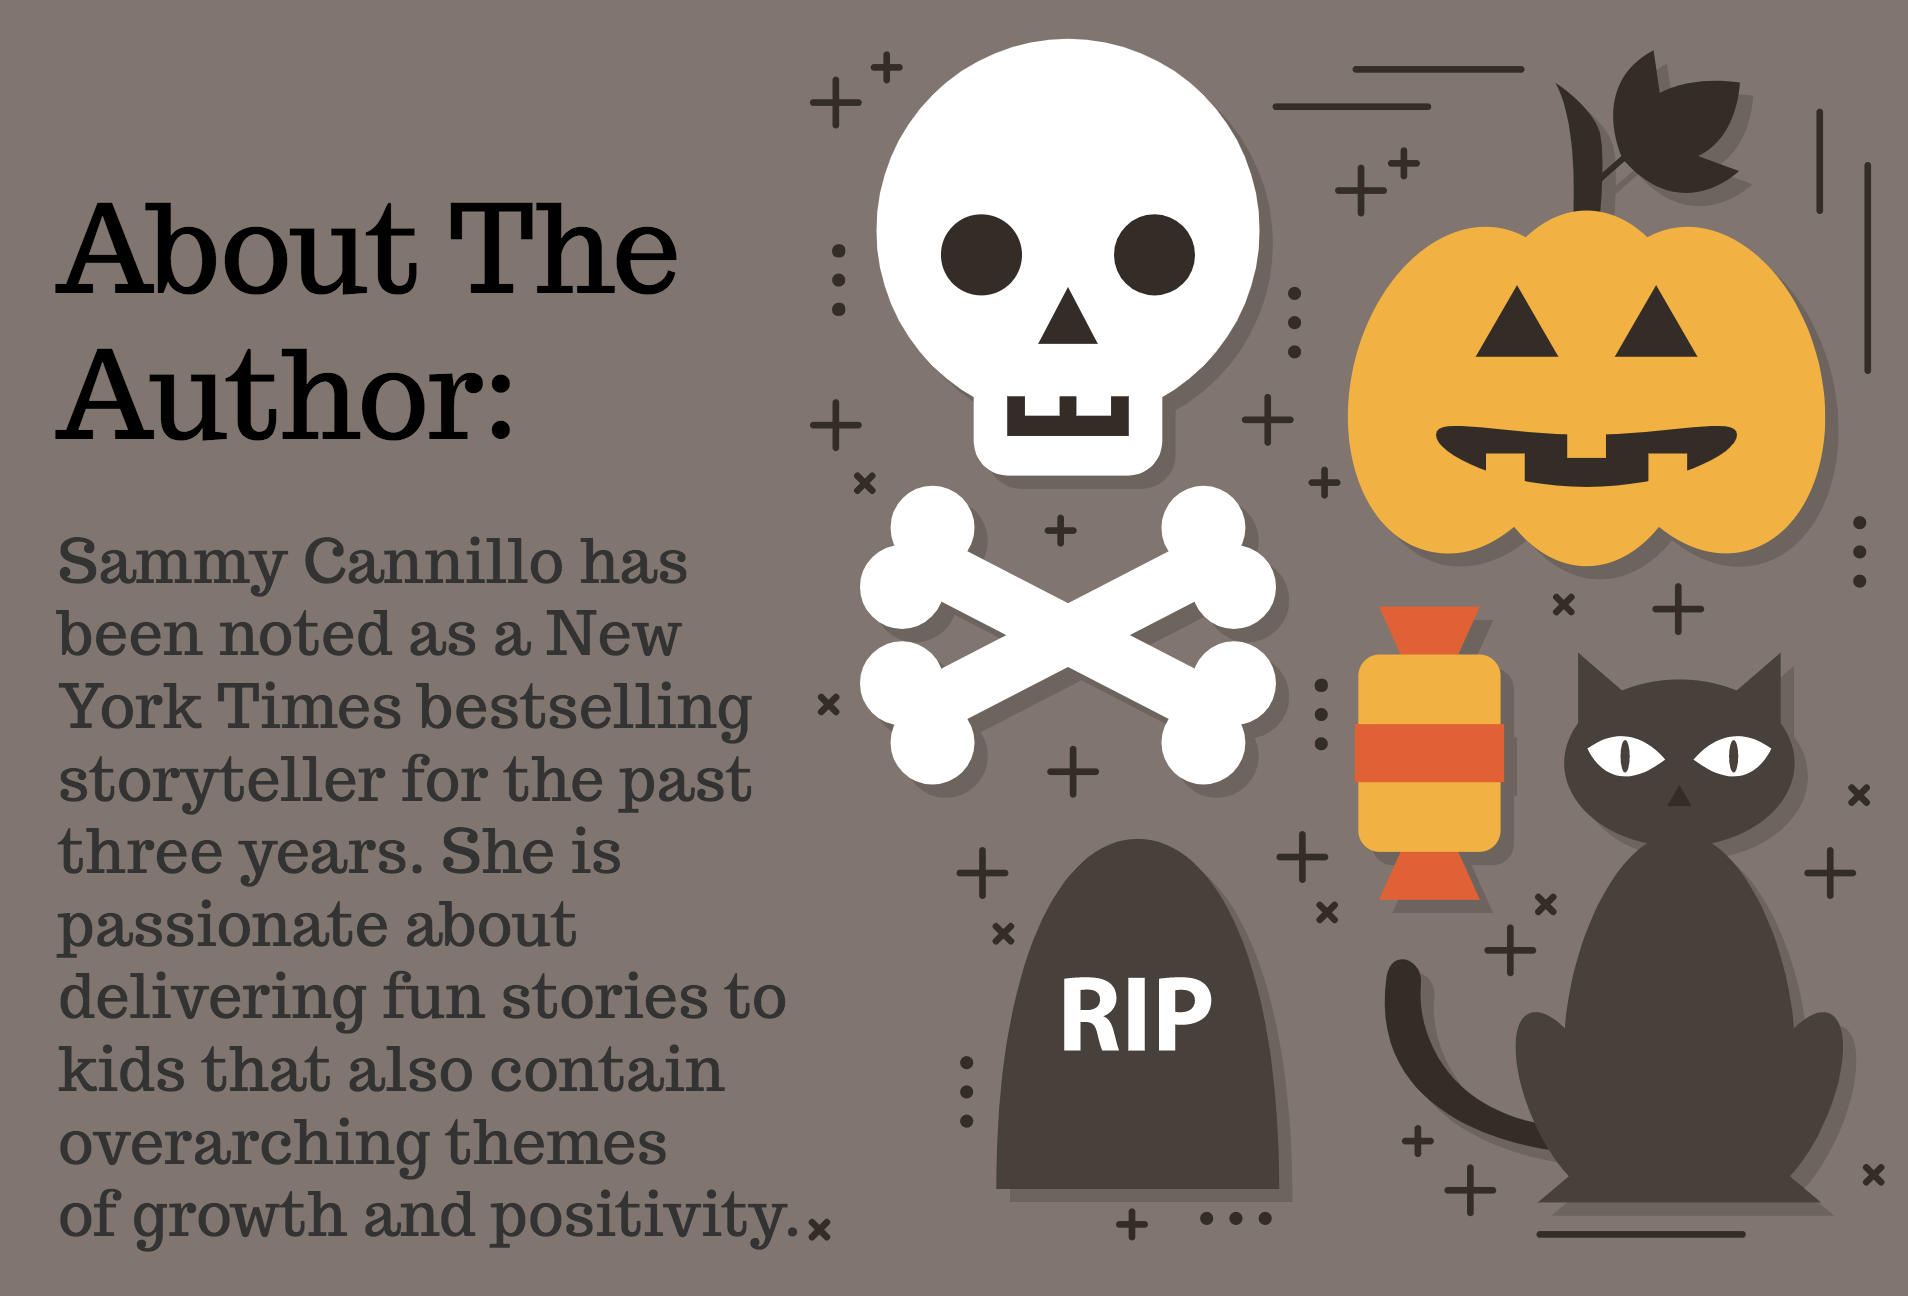 About The
Author:
Sammy Cannillo has
been noted as a New
York Times bestselling
storyteller for the past
three years. She is
passionate about
delivering fun stories to
kids that also contain
overarching themes
of growth and positivity.
RIP